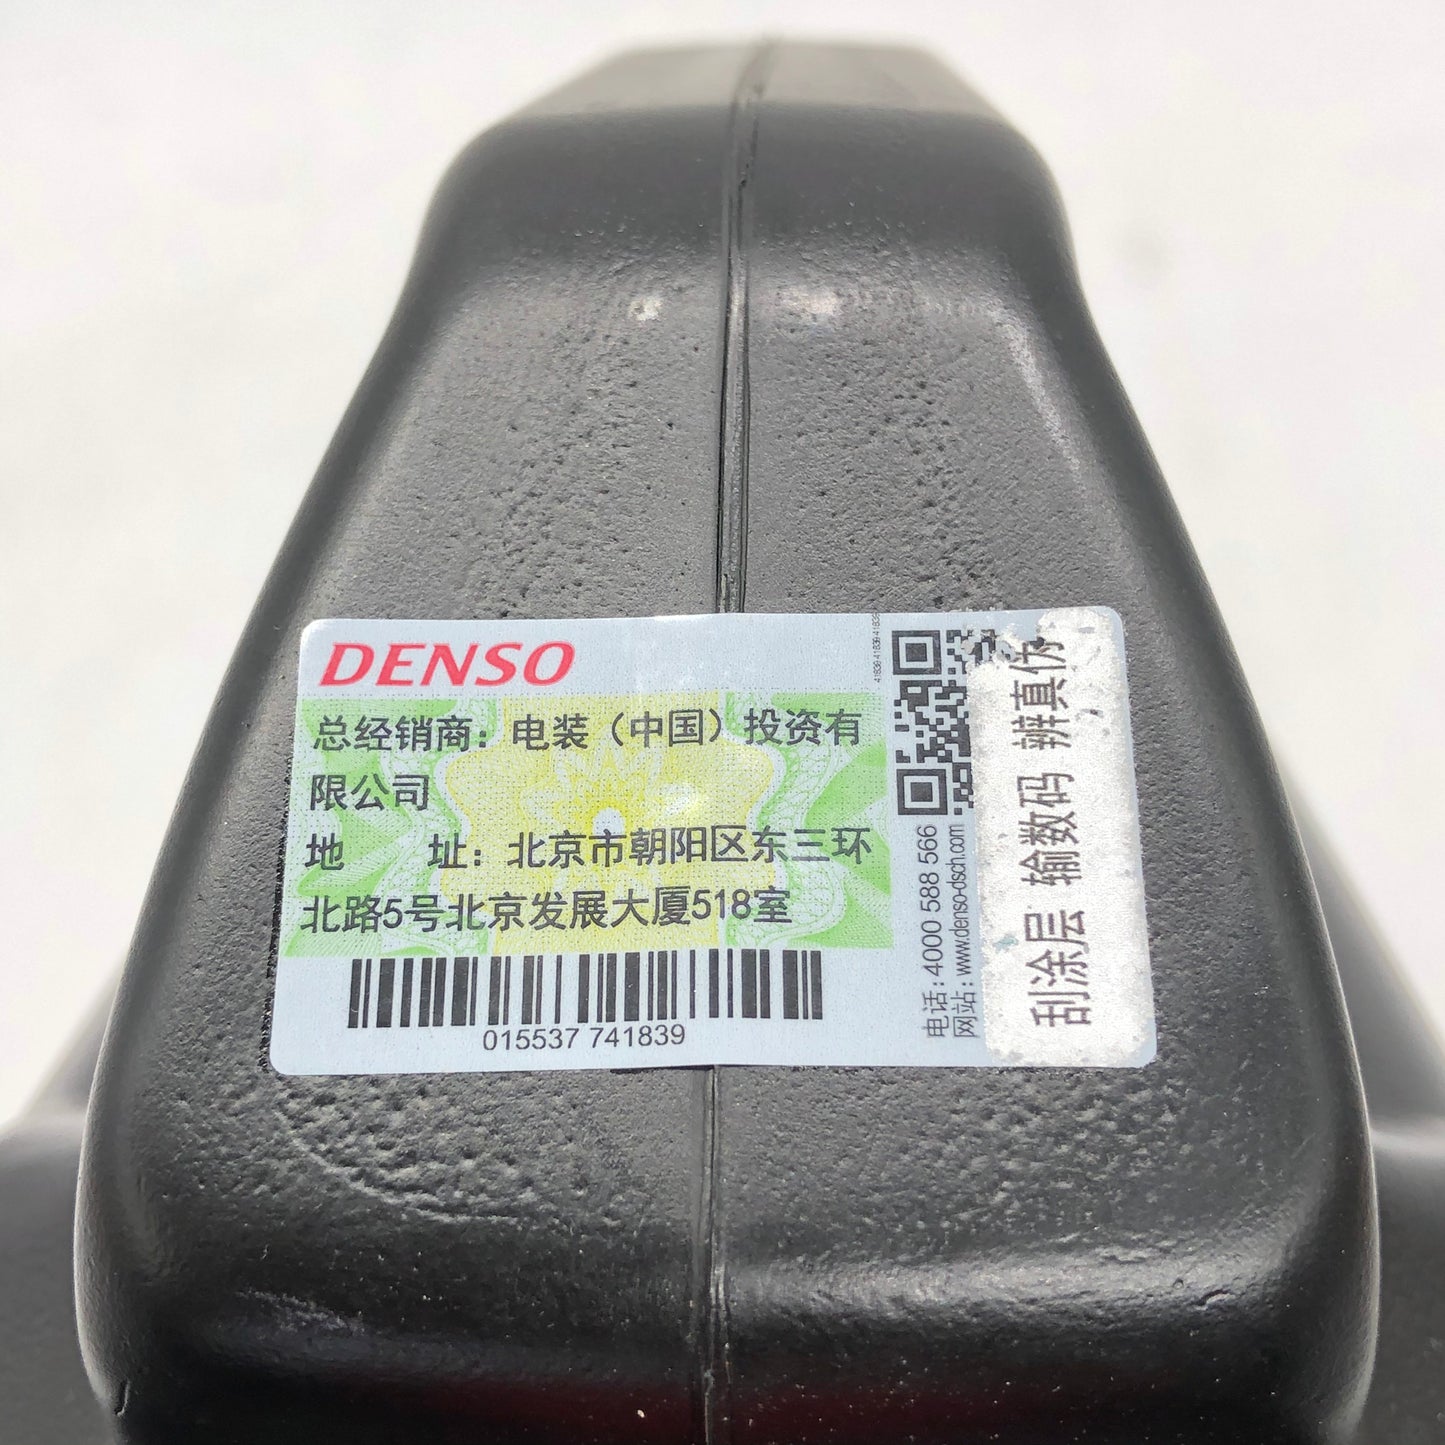 DENSO
总经销商：电装（中国）投资有
限公司
地 址：北京市朝阳区东三环
北路5号北京发展大厦518室
015537 741839
41839 41839 41839
电话：4000 588 566
网站：www.denso-dsch.com
刮涂层 输数码 辨真伪